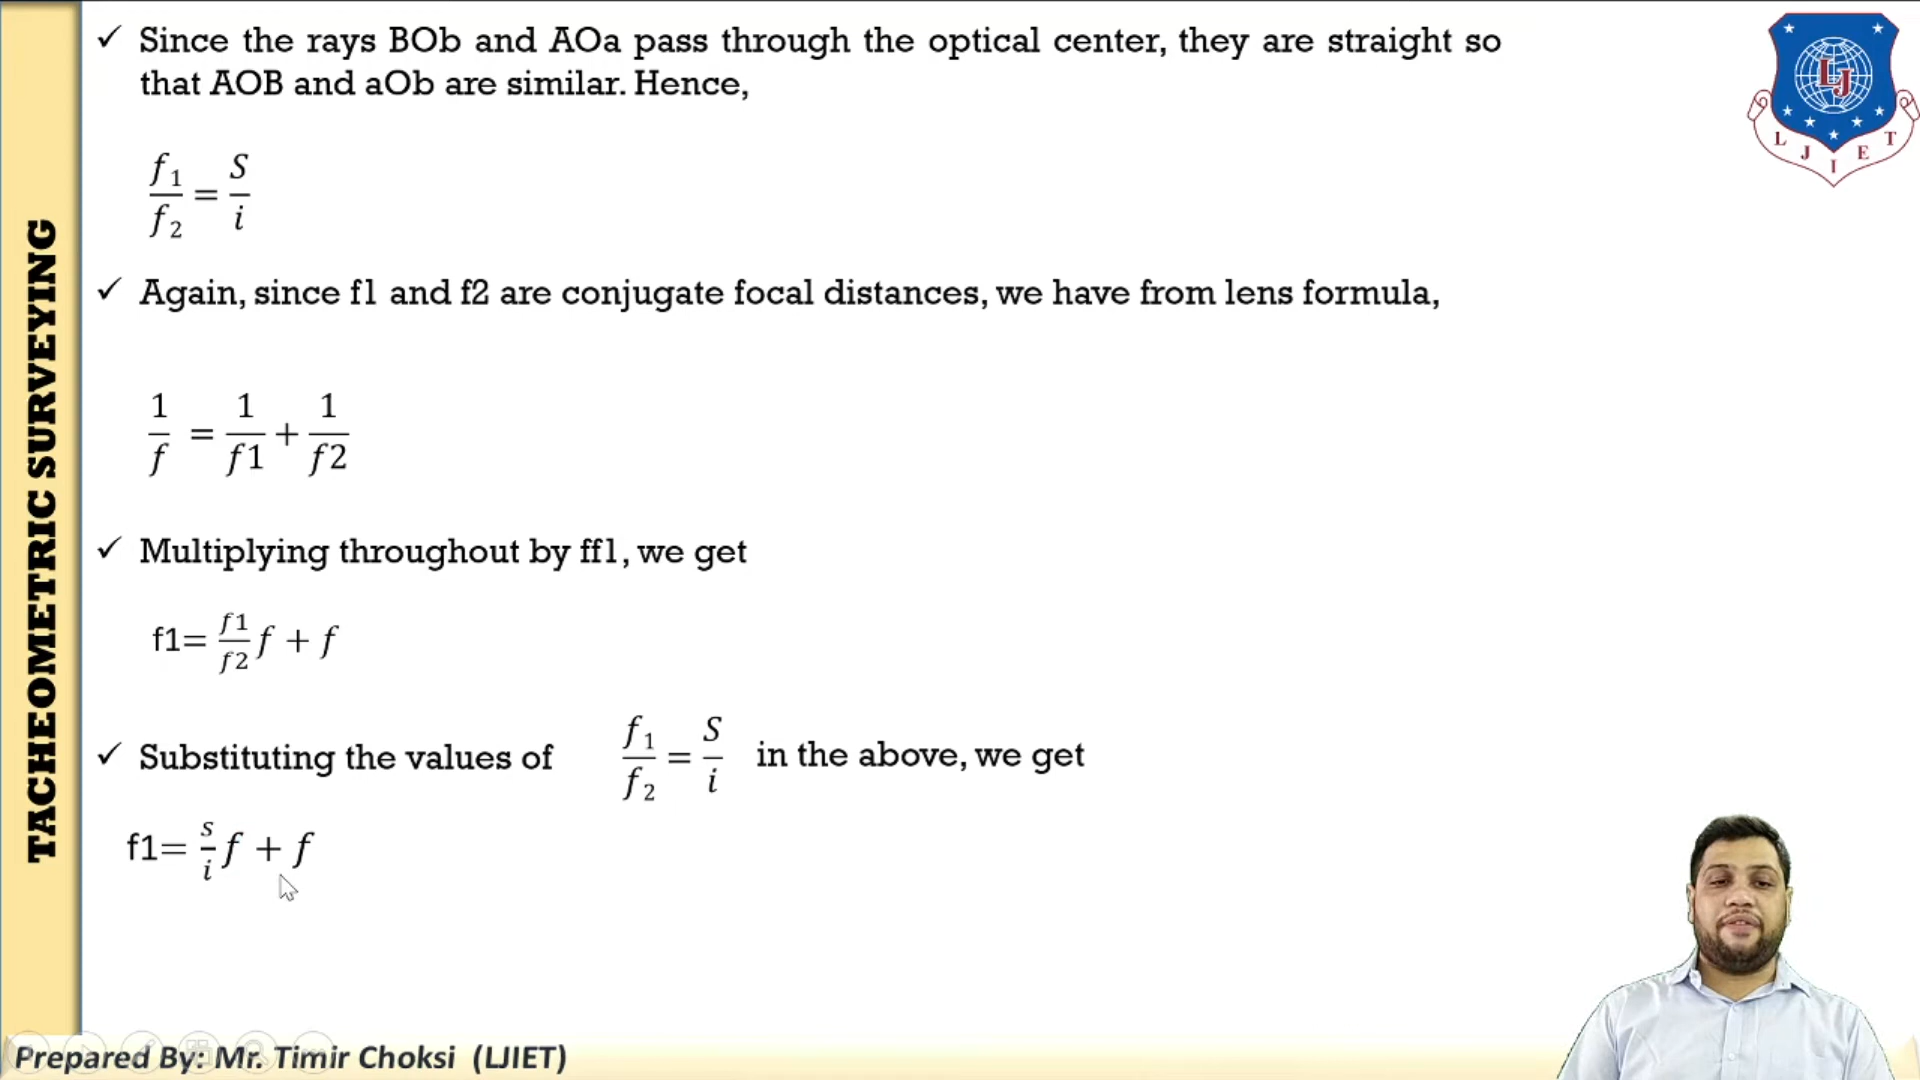 ✓ Since the rays BOb and AOa pass through the optical center, they are straight so
that AOB and aOb are similar. Hence,
f₁/f₂ = S/i
✓ Again, since f1 and f2 are conjugate focal distances, we have from lens formula,
1/f = 1/f1 + 1/f2
✓ Multiplying throughout by ff1, we get
f1= f1/f2 f + f
✓ Substituting the values of f₁/f₂ = S/i in the above, we get
f1= s/i f + f
TACHEOMETRIC SURVEYING
LJ
L J I E T
Prepared By: Mr. Timir Choksi (LJIET)